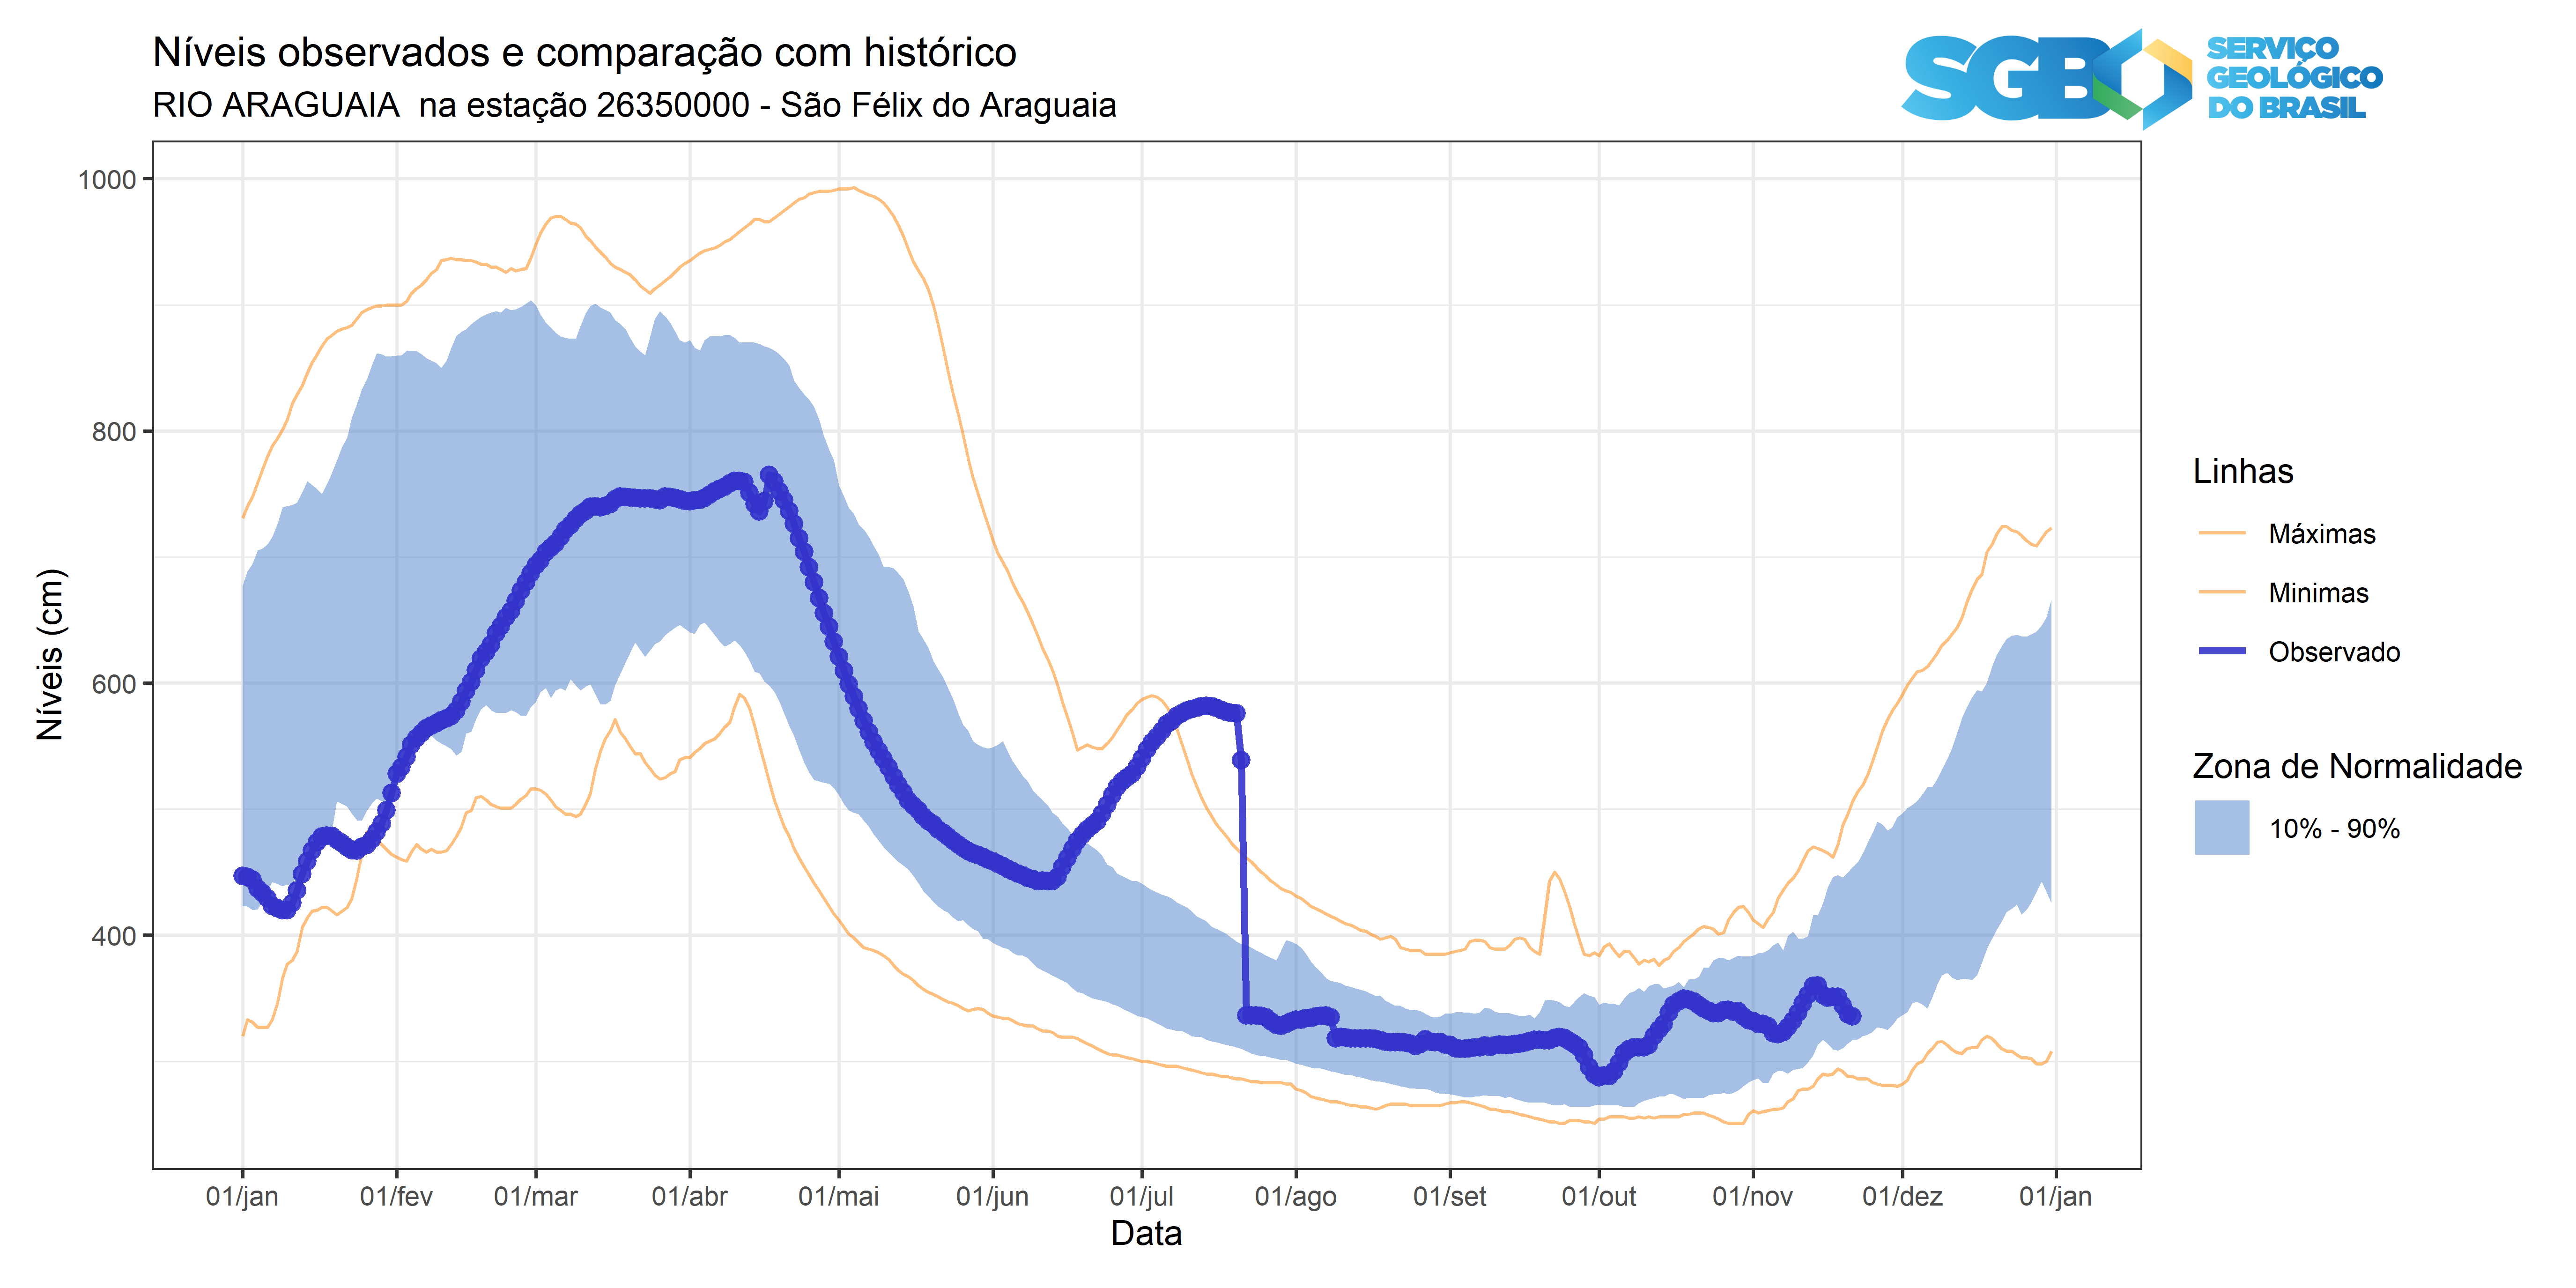 Níveis observados e comparação com histórico
RIO ARAGUAIA  na estação 26350000 - São Félix do Araguaia
SGB
SERVIÇO
GEOLÓGICO
DO BRASIL
Níveis (cm)
1000
800
600
400
01/jan
01/fev
01/mar
01/abr
01/mai
01/jun
01/jul
01/ago
01/set
01/out
01/nov
01/dez
01/jan
Data
Linhas
Máximas
Minimas
Observado
Zona de Normalidade
10% - 90%